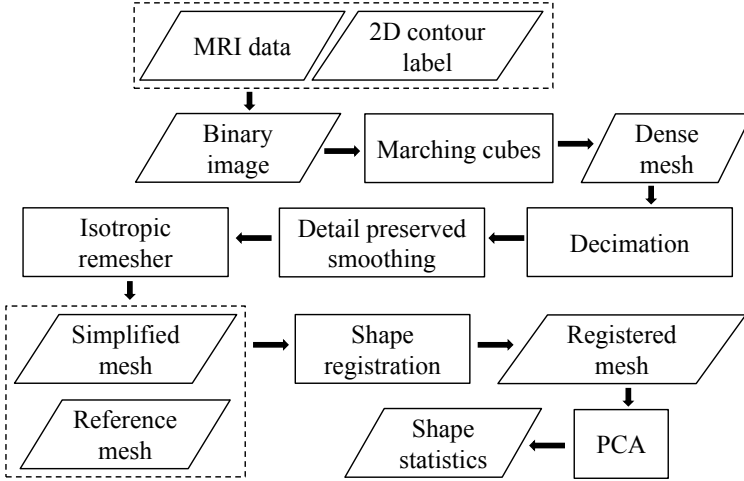 MRI data
2D contour
label
Binary
image
Marching cubes
Dense
mesh
Isotropic
remesher
Detail preserved
smoothing
Decimation
Simplified
mesh
Shape
registration
Registered
mesh
Reference
mesh
Shape
statistics
PCA